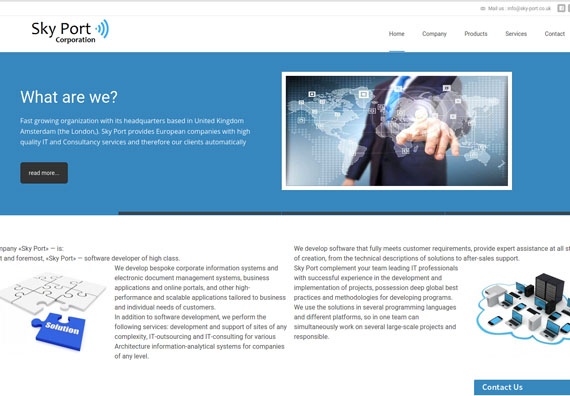 Mail us : info@sky-port.co.uk
Sky Port
Corporation
Home Company Products Services Contact
What are we?
Fast growing organization with its headquarters based in United Kingdom
Amsterdam (the London,). Sky Port provides European companies with high
quality IT and Consultancy services and therefore our clients automatically
read more...
mpany «Sky Port» — is:
t and foremost, «Sky Port» — software developer of high class.
We develop bespoke corporate information systems and
electronic document management systems, business
applications and online portals, and other high-
performance and scalable applications tailored to business
and individual needs of customers.
In addition to software development, we perform the
following services: development and support of sites of any
complexity, IT-outsourcing and IT-consulting for various
Architecture information-analytical systems for companies
of any level.
Solution
We develop software that fully meets customer requirements, provide expert assistance at all st
of creation, from the technical descriptions of solutions to after-sales support.
Sky Port complement your team leading IT professionals
with successful experience in the development and
implementation of projects, possession deep global best
practices and methodologies for developing programs.
We use the solutions in several programming languages
and different platforms, so in one team can
simultaneously work on several large-scale projects and
responsible.
Contact Us